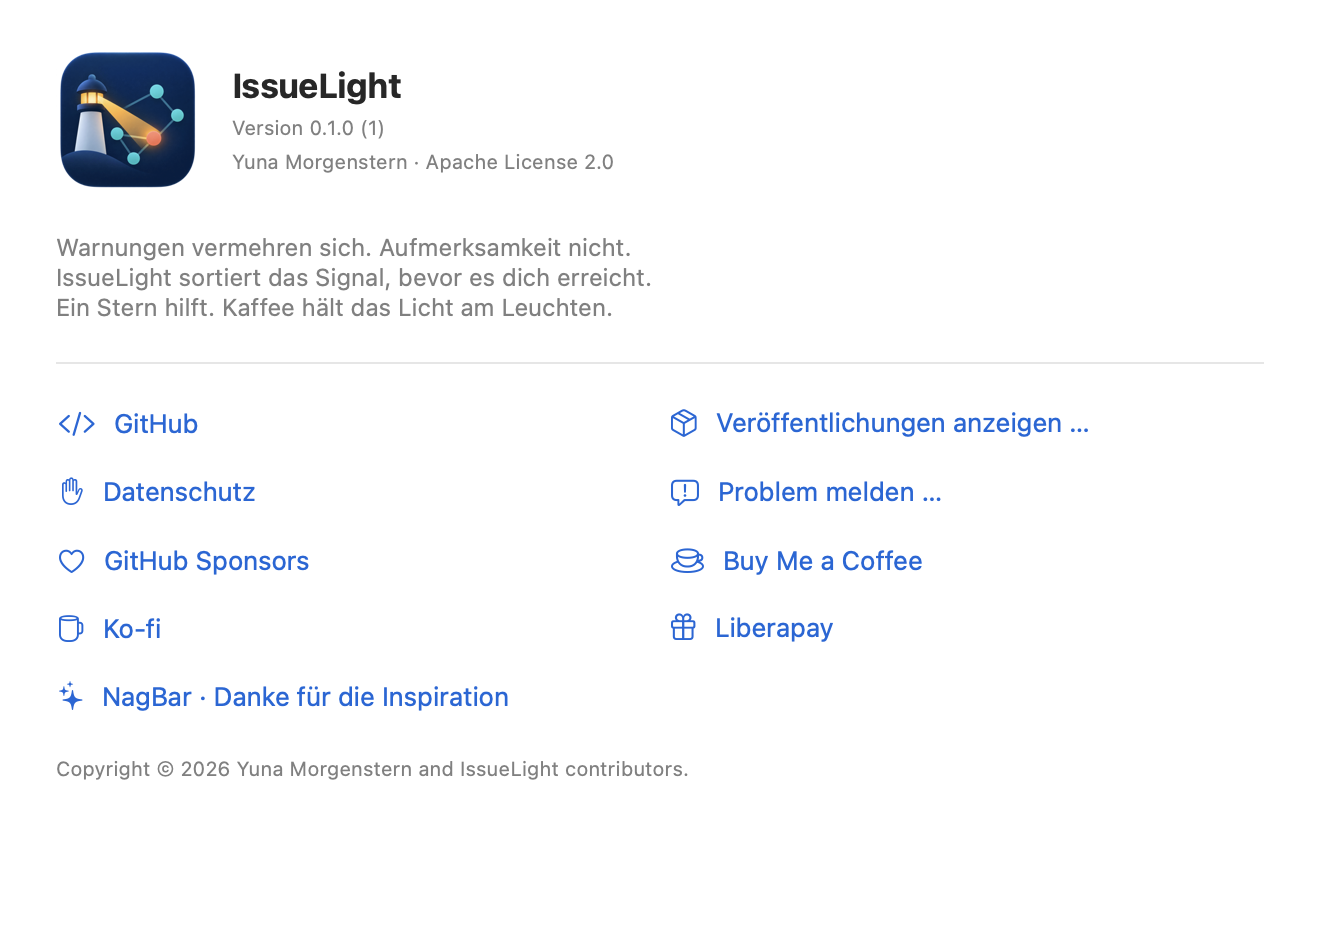 IssueLight
Version 0.1.0 (1)
Yuna Morgenstern · Apache License 2.0
Warnungen vermehren sich. Aufmerksamkeit nicht.
IssueLight sortiert das Signal, bevor es dich erreicht.
Ein Stern hilft. Kaffee hält das Licht am Leuchten.
GitHub
Veröffentlichungen anzeigen ...
Datenschutz
Problem melden ...
GitHub Sponsors
Buy Me a Coffee
Ko-fi
Liberapay
NagBar · Danke für die Inspiration
Copyright © 2026 Yuna Morgenstern and IssueLight contributors.